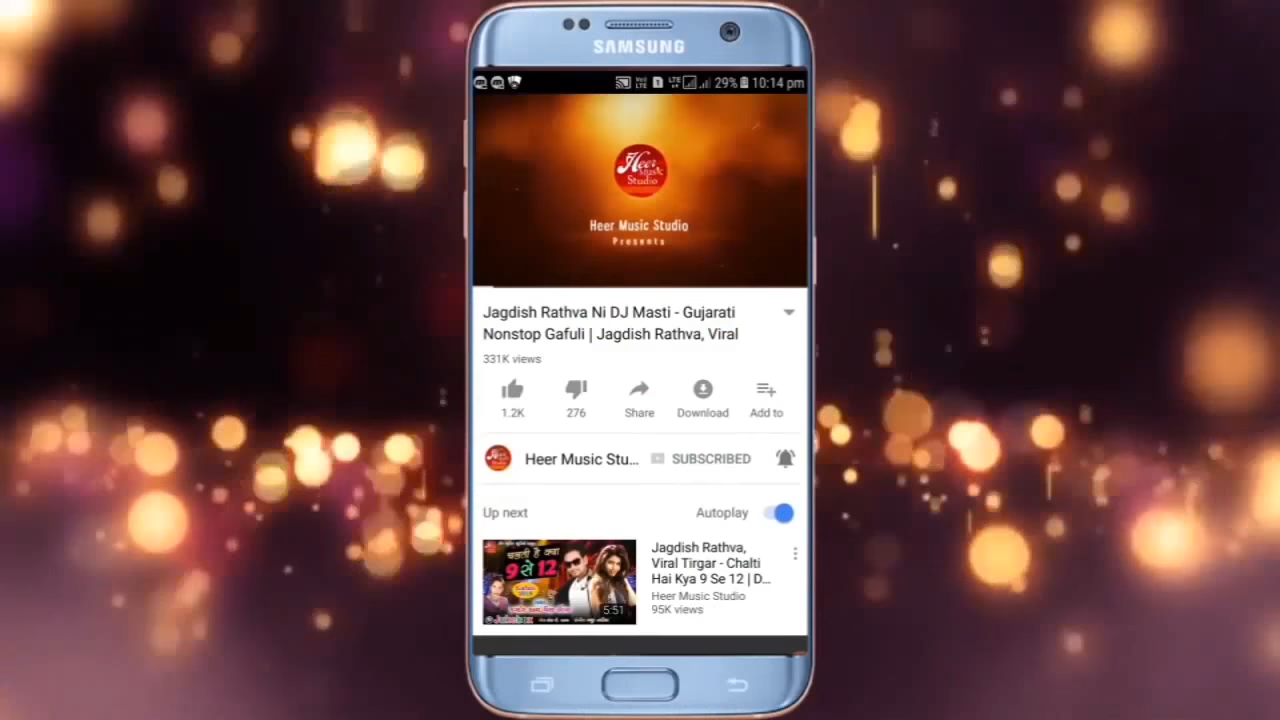 SAMSUNG
VoLTE LTE 29% 10:14 pm
Heer
Music
Studio
Heer Music Studio
Presents
Jagdish Rathva Ni DJ Masti - Gujarati
Nonstop Gafuli | Jagdish Rathva, Viral
331K views
1.2K 276 Share Download Add to
Heer Music Stu... SUBSCRIBED
Up next Autoplay
चलती है क्या
9 से 12
5:51
Jagdish Rathva,
Viral Tirgar - Chalti
Hai Kya 9 Se 12 | D...
Heer Music Studio
95K views